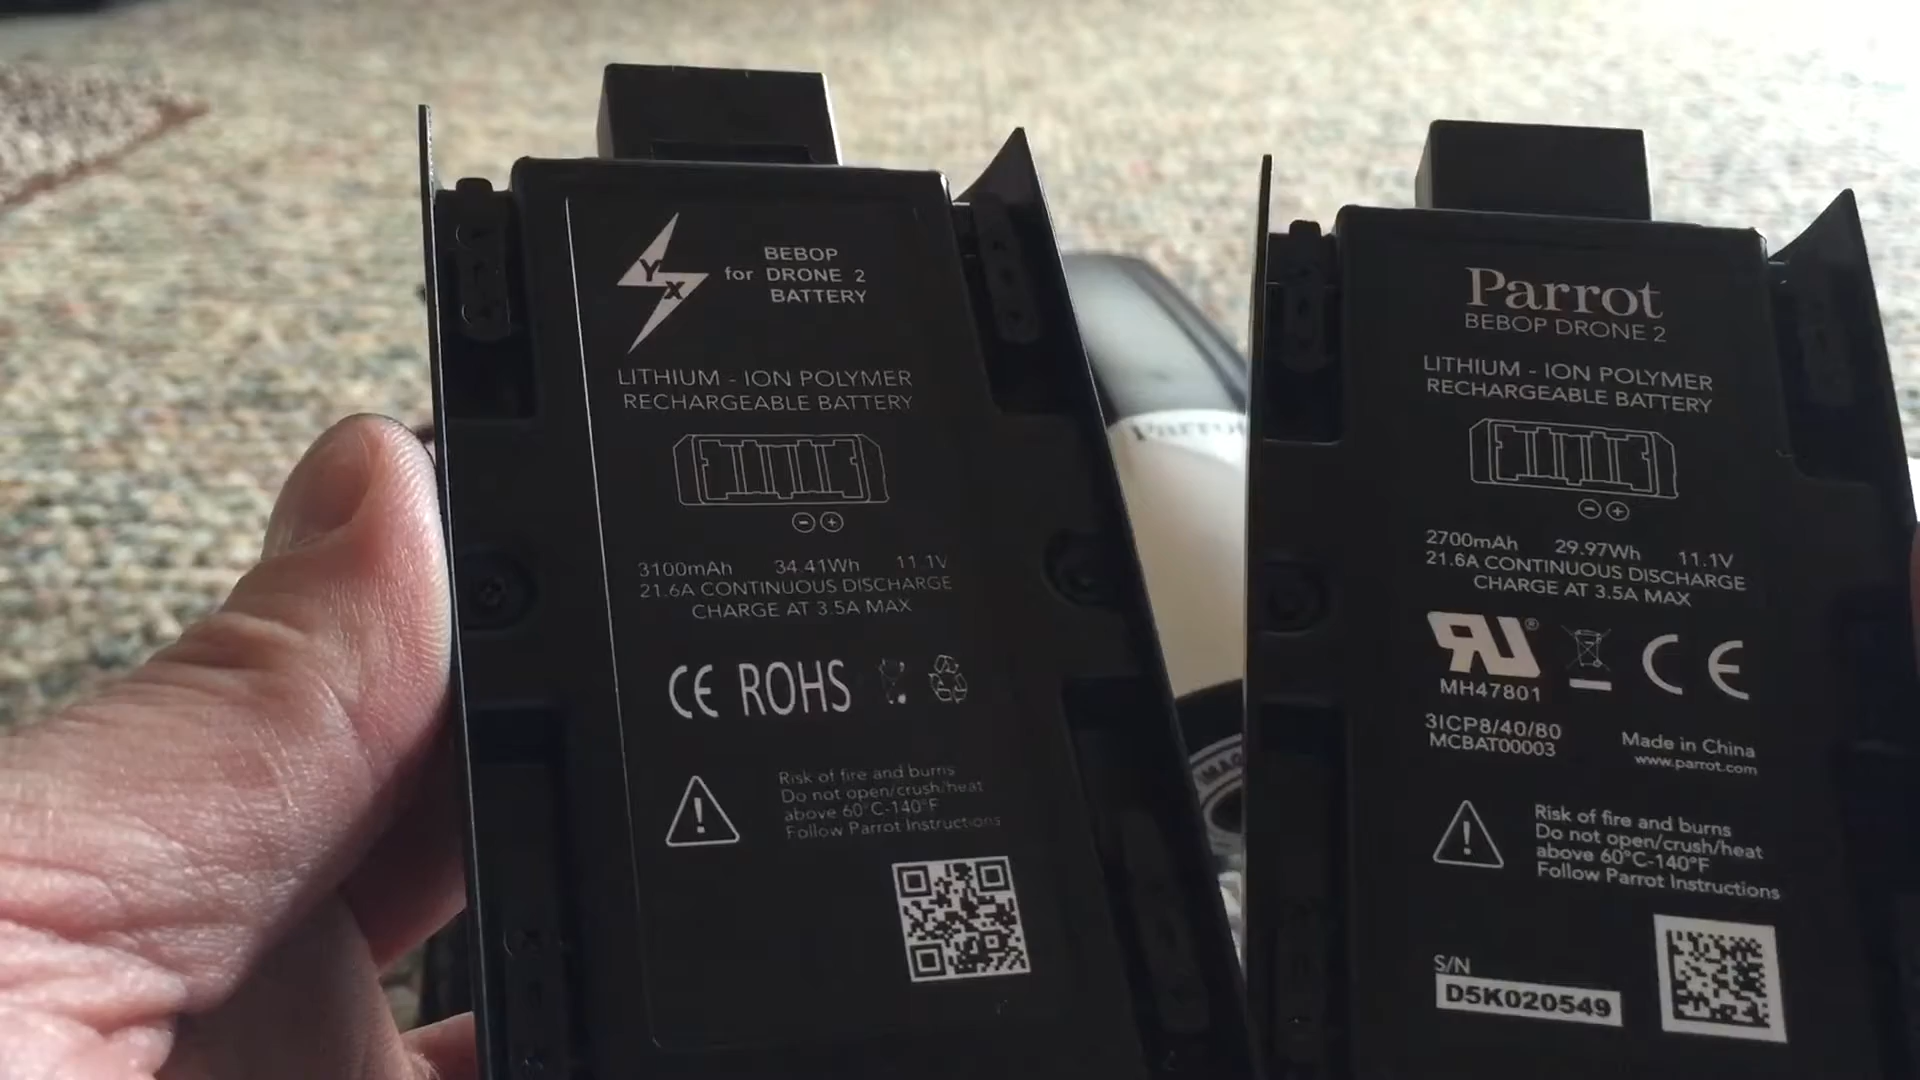 YX
BEBOP
for DRONE 2
BATTERY
LITHIUM - ION POLYMER
RECHARGEABLE BATTERY
3100mAh 34.41Wh 11.1V
21.6A CONTINUOUS DISCHARGE
CHARGE AT 3.5A MAX
CE ROHS
Risk of fire and burns
Do not open/crush/heat
above 60°C-140°F
Follow Parrot Instructions
Parrot
Parrot
BEBOP DRONE 2
LITHIUM - ION POLYMER
RECHARGEABLE BATTERY
2700mAh 29.97Wh 11.1V
21.6A CONTINUOUS DISCHARGE
CHARGE AT 3.5A MAX
RU® CE
MH47801
3ICP8/40/80
MCBAT00003
Made in China
www.parrot.com
Risk of fire and burns
Do not open/crush/heat
above 60°C-140°F
Follow Parrot Instructions
S/N
D5K020549